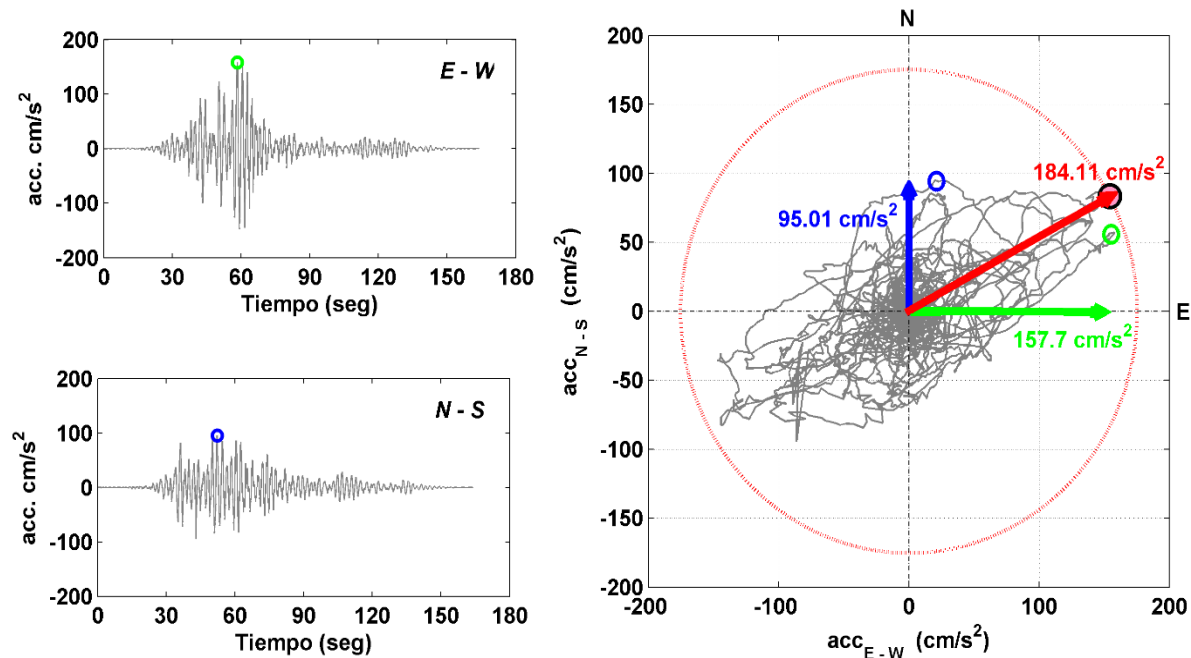 200
100
0
-100
-200
acc. cm/s²
E - W
0 30 60 90 120 150 180
Tiempo (seg)
200
100
0
-100
-200
acc. cm/s²
N - S
0 30 60 90 120 150 180
Tiempo (seg)
N
200
150
100
50
0
-50
-100
-150
-200
acc_N - S (cm/s²)
184.11 cm/s²
95.01 cm/s²
157.7 cm/s²
E
-200 -100 0 100 200
acc_E - W (cm/s²)